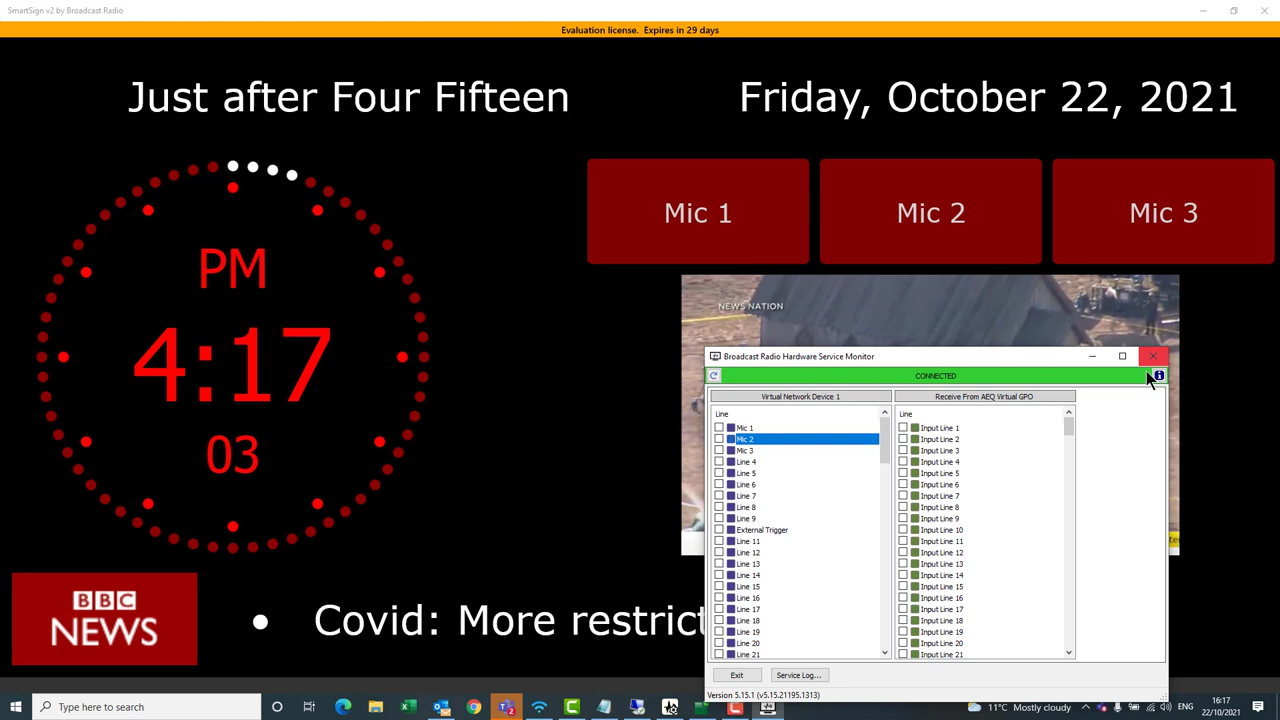 SmartSign v2 by Broadcast Radio
Evaluation license. Expires in 29 days
Just after Four Fifteen
Friday, October 22, 2021
PM
4:17
03
Mic 1
Mic 2
Mic 3
NEWS NATION
Broadcast Radio Hardware Service Monitor
CONNECTED
Virtual Network Device 1
Receive From AEQ Virtual GPO
Line
Mic 1
Mic 2
Mic 3
Line 4
Line 5
Line 6
Line 7
Line 8
Line 9
External Trigger
Line 11
Line 12
Line 13
Line 14
Line 15
Line 16
Line 17
Line 18
Line 19
Line 20
Line 21
Line
Input Line 1
Input Line 2
Input Line 3
Input Line 4
Input Line 5
Input Line 6
Input Line 7
Input Line 8
Input Line 9
Input Line 10
Input Line 11
Input Line 12
Input Line 13
Input Line 14
Input Line 15
Input Line 16
Input Line 17
Input Line 18
Input Line 19
Input Line 20
Input Line 21
Exit
Service Log...
Version 5.15.1 (v5.15.21195.1313)
BBC
NEWS
• Covid: More restrict
Type here to search
11°C Mostly cloudy
ENG
16:17
22/10/2021